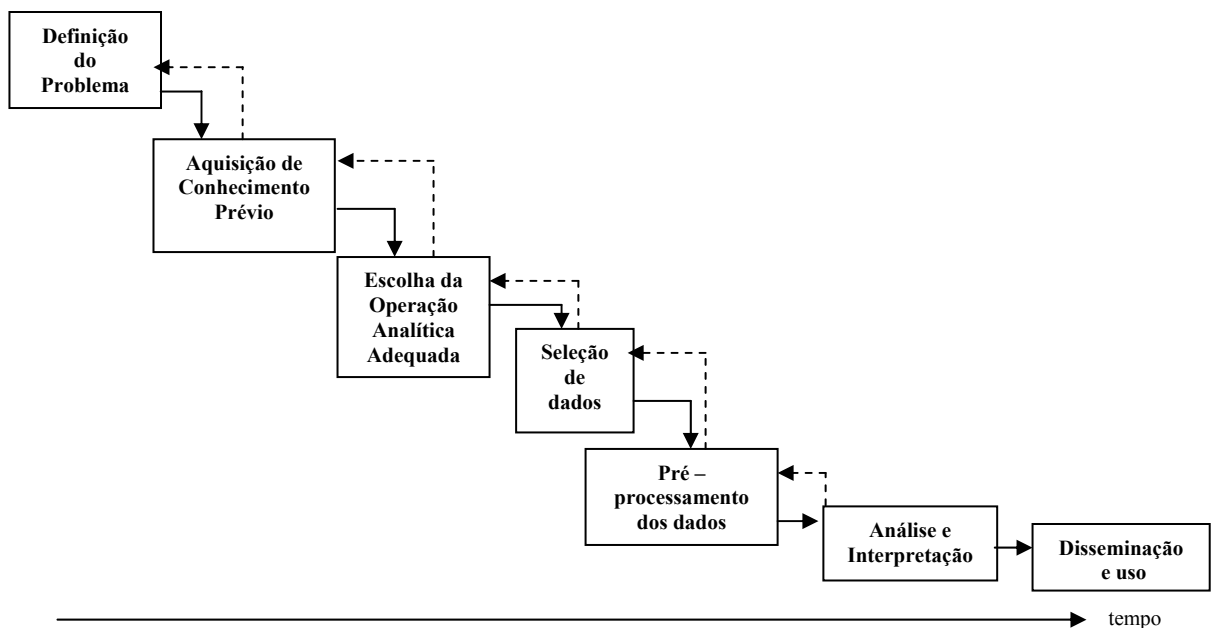 Definição
do
Problema
Aquisição de
Conhecimento
Prévio
Escolha da
Operação
Analítica
Adequada
Seleção
de
dados
Pré –
processamento
dos dados
Análise e
Interpretação
Disseminação
e uso
tempo